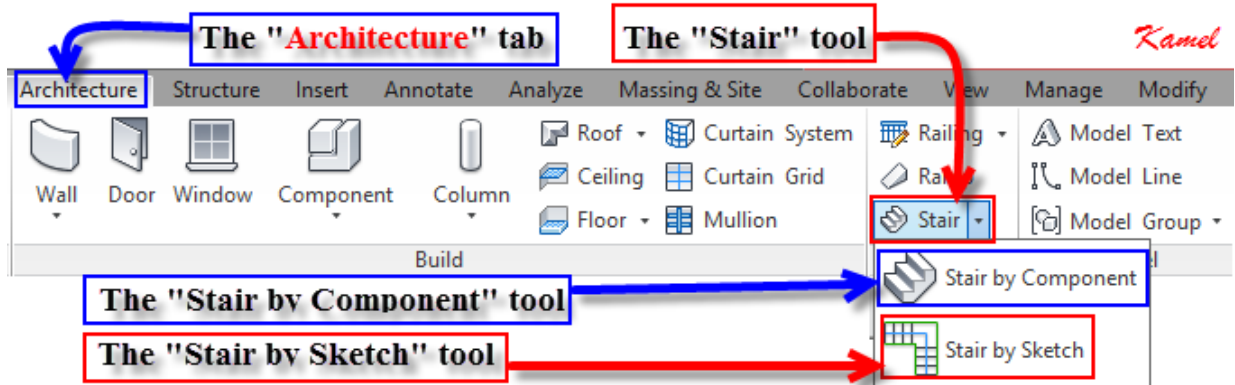 The "Architecture" tab
The "Stair" tool
Kamel
Architecture Structure Insert Annotate Analyze Massing & Site Collaborate View Manage Modify
Roof Curtain System Railing Model Text
Wall Door Window Component Column Ceiling Curtain Grid Model Line
Floor Mullion Stair Model Group
Build
The "Stair by Component" tool
Stair by Component
The "Stair by Sketch" tool
Stair by Sketch